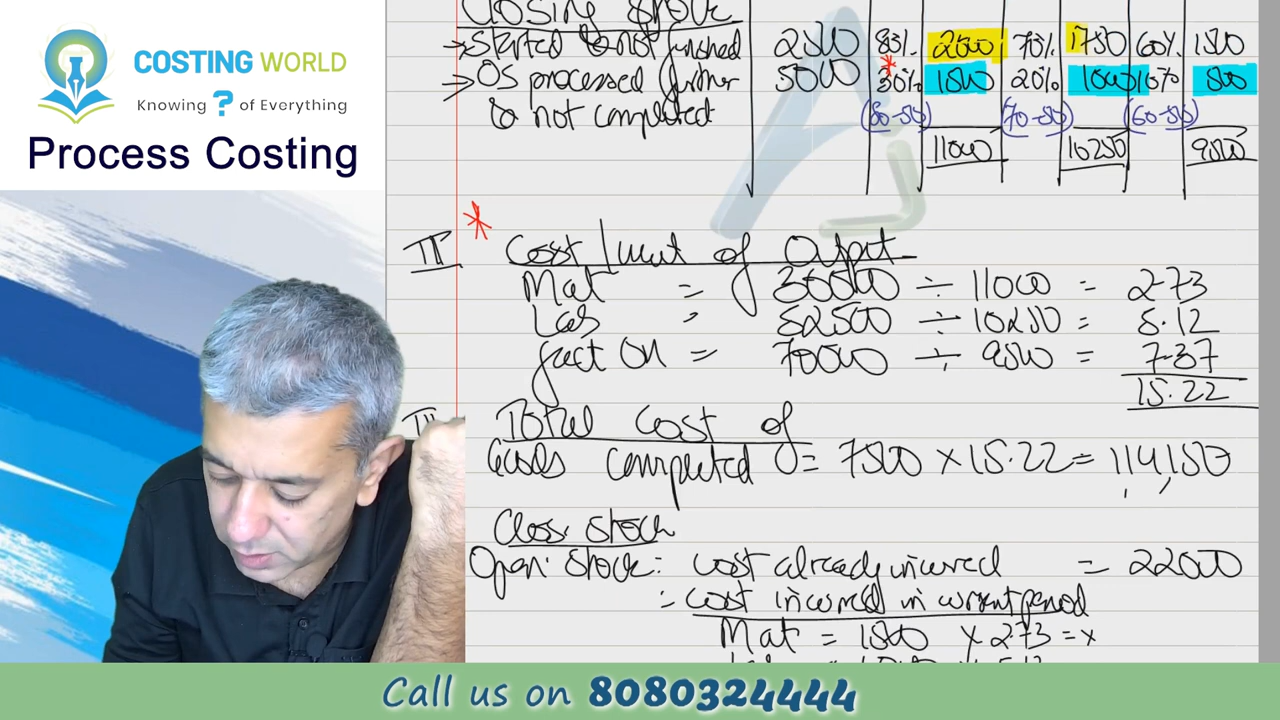 COSTING WORLD
Knowing ? of Everything
Process Costing
Closing Stock
→ Started & not finished 2500 80% 2000 70% 1750 60% 1500
→ OS processed further 5000 30% 1500 20% 1000 10% 500
& not completed (80-50) (70-50) (60-50)
11000 10250 9500
II * Cost/unit of Output
Mat = 30000 ÷ 11000 = 2.73
Lab = 52500 ÷ 10250 = 5.12
fact OH = 70000 ÷ 9500 = 7.37
15.22
III Total Cost of
Goods completed = 7500 × 15.22 = 114,150
Clos. Stock
Open. Stock: cost already incurred = 22000
: cost incurred in current period
Mat = 1500 × 2.73 = x
Call us on 8080324444